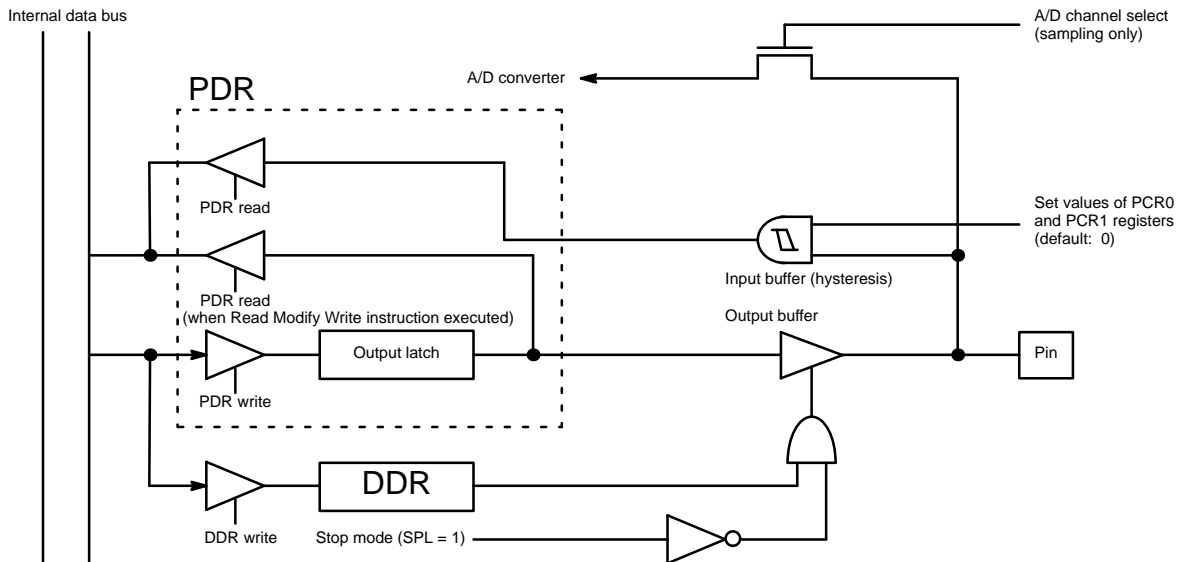 Internal data bus
A/D channel select
(sampling only)
A/D converter
PDR
PDR read
Set values of PCR0
and PCR1 registers
(default:  0)
Input buffer (hysteresis)
PDR read
(when Read Modify Write instruction executed)
Output buffer
Output latch
Pin
PDR write
DDR
DDR write
Stop mode (SPL = 1)